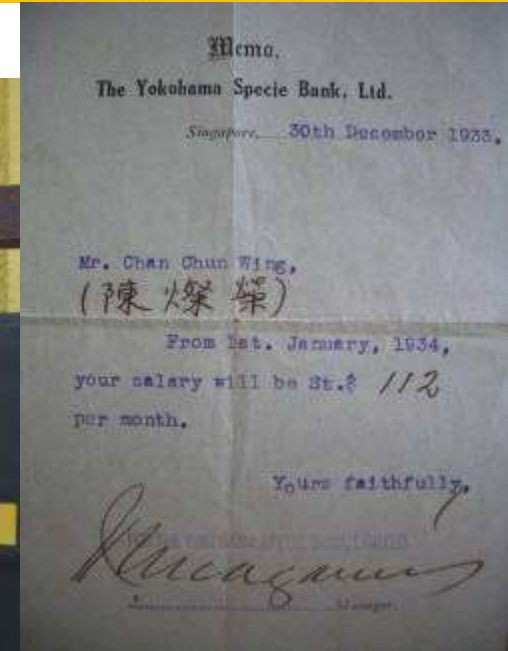 Memo.
The Yokohama Specie Bank, Ltd.
Singapore, 30th December 1933.
Mr. Chan Chun Wing,
(陳燦榮)
From 1st. January, 1934,
your salary will be St.$ 112
per month.
Yours faithfully,
Manager.